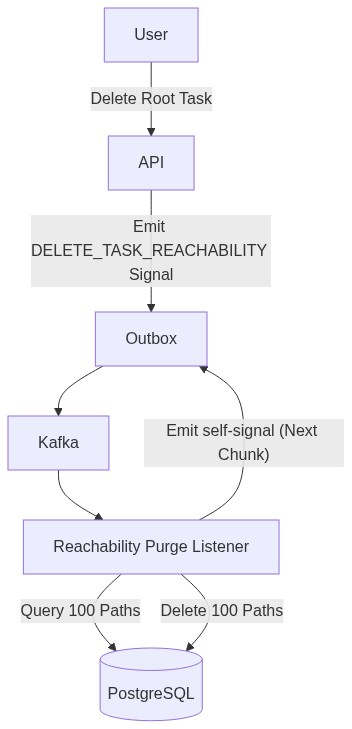 User
Delete Root Task
API
Emit
DELETE_TASK_REACHABILITY
Signal
Outbox
Kafka
Emit self-signal (Next
Chunk)
Reachability Purge Listener
Query 100 Paths
Delete 100 Paths
PostgreSQL